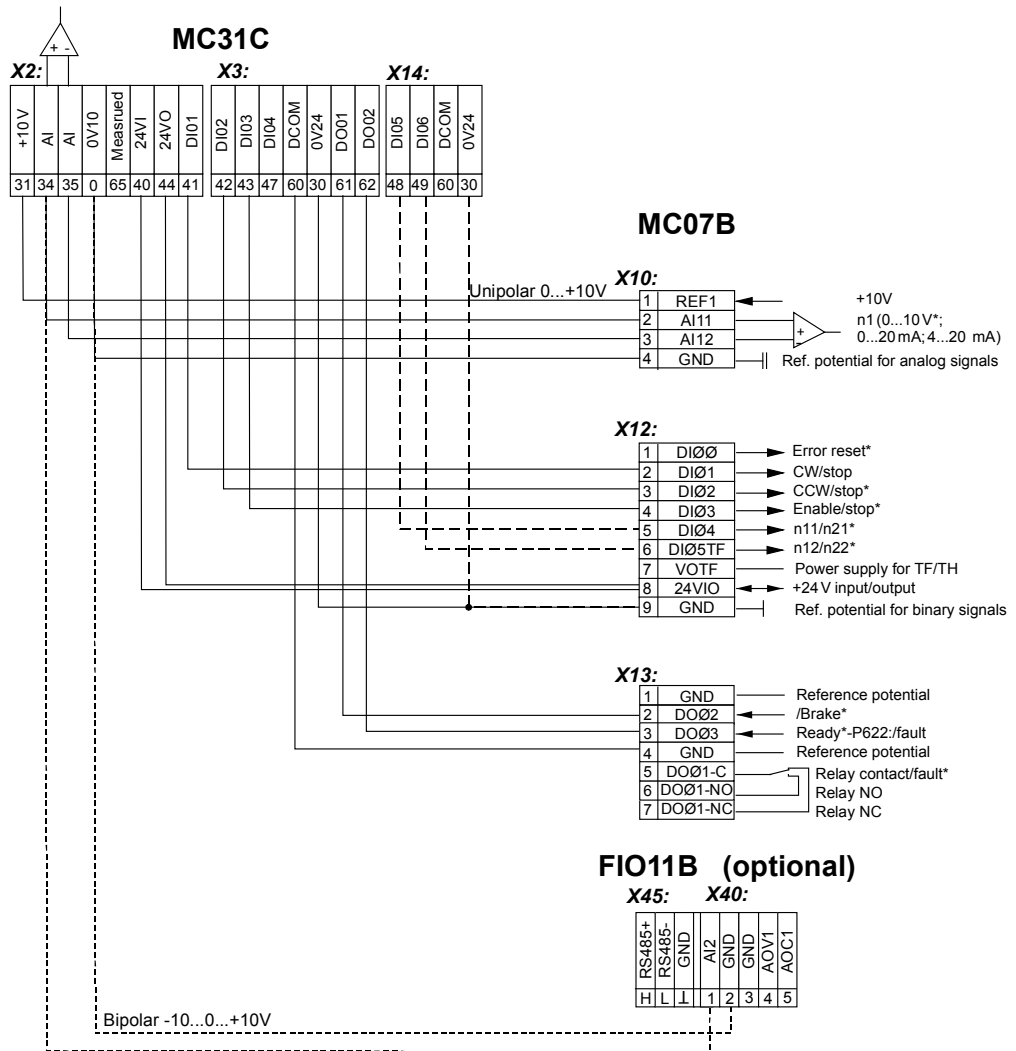 + -
MC31C
X2: X3: X14:
+10V AI AI 0V10 Measrued 24VI 24VO DI01 DI02 DI03 DI04 DCOM 0V24 DO01 DO02 DI05 DI06 DCOM 0V24
31 34 35 0 65 40 44 41 42 43 47 60 30 61 62 48 49 60 30
MC07B
X10:
Unipolar 0...+10V
1 REF1 +10V
2 AI11 n1 (0...10 V*;
3 AI12 0...20 mA; 4...20 mA)
+ -
4 GND Ref. potential for analog signals
X12:
1 DIØØ Error reset*
2 DIØ1 CW/stop
3 DIØ2 CCW/stop*
4 DIØ3 Enable/stop*
5 DIØ4 n11/n21*
6 DIØ5TF n12/n22*
7 VOTF Power supply for TF/TH
8 24VIO +24 V input/output
9 GND Ref. potential for binary signals
X13:
1 GND Reference potential
2 DOØ2 /Brake*
3 DOØ3 Ready*-P622:/fault
4 GND Reference potential
5 DOØ1-C Relay contact/fault*
6 DOØ1-NO Relay NO
7 DOØ1-NC Relay NC
FIO11B (optional)
X45: X40:
RS485+ RS485- GND AI2 GND GND AOV1 AOC1
H L ⊥ 1 2 3 4 5
Bipolar -10...0...+10V